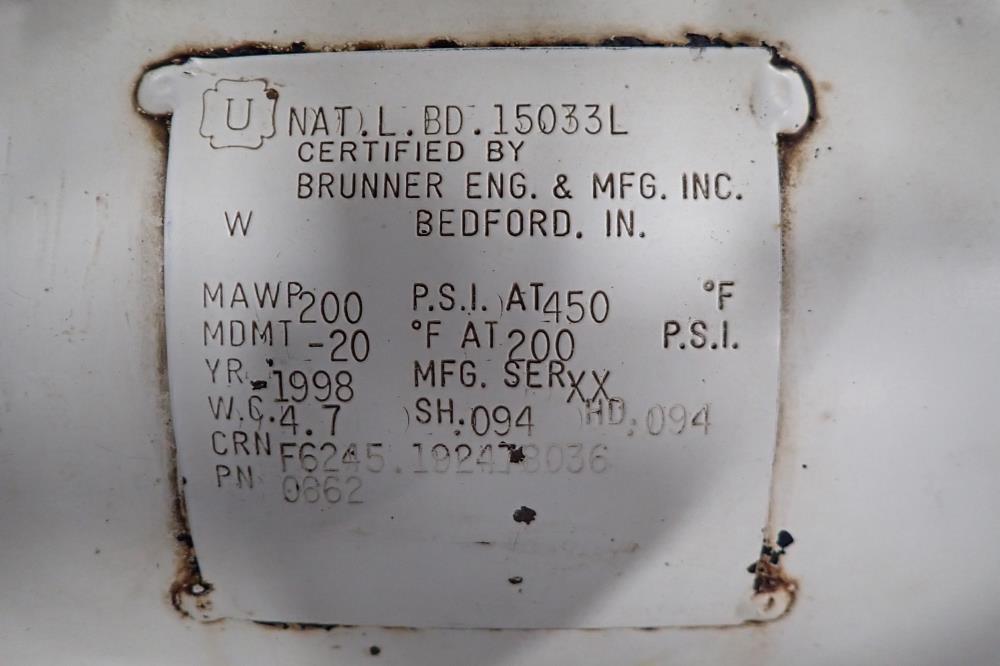 U NAT.L.BD.15033L
CERTIFIED BY
BRUNNER ENG. & MFG. INC.
W BEDFORD, IN.
MAWP 200 P.S.I. AT 450 °F
MDMT -20 °F AT 200 P.S.I.
YR. 1998 MFG. SER XX
W.C. 4.7 SH. .094 HD. .094
CRN
PN 0862